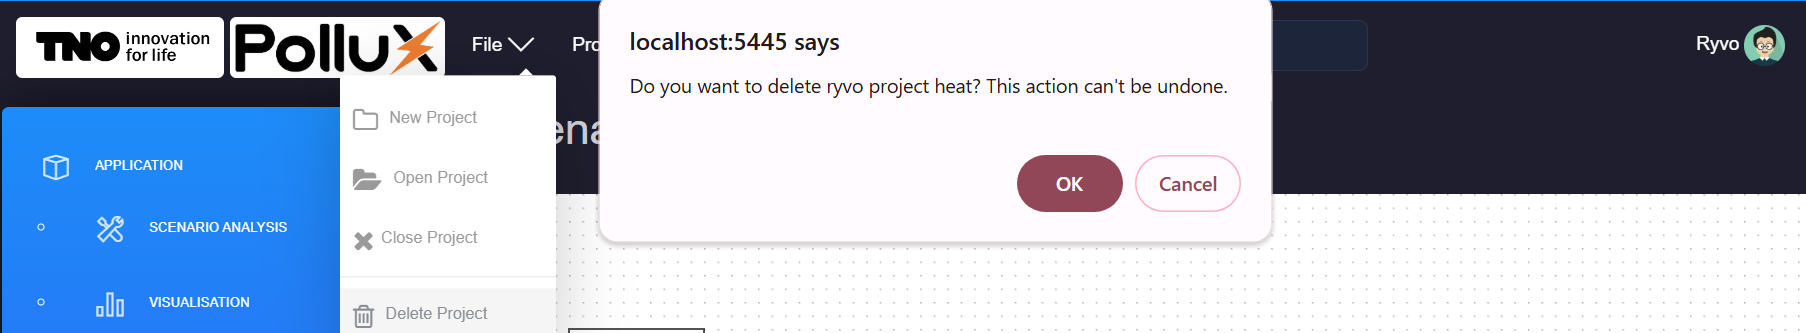 TNO innovation for life
PolluX
File
Pro
Ryvo
localhost:5445 says
Do you want to delete ryvo project heat? This action can't be undone.
OK
Cancel
New Project
Open Project
Close Project
Delete Project
ena
APPLICATION
SCENARIO ANALYSIS
VISUALISATION